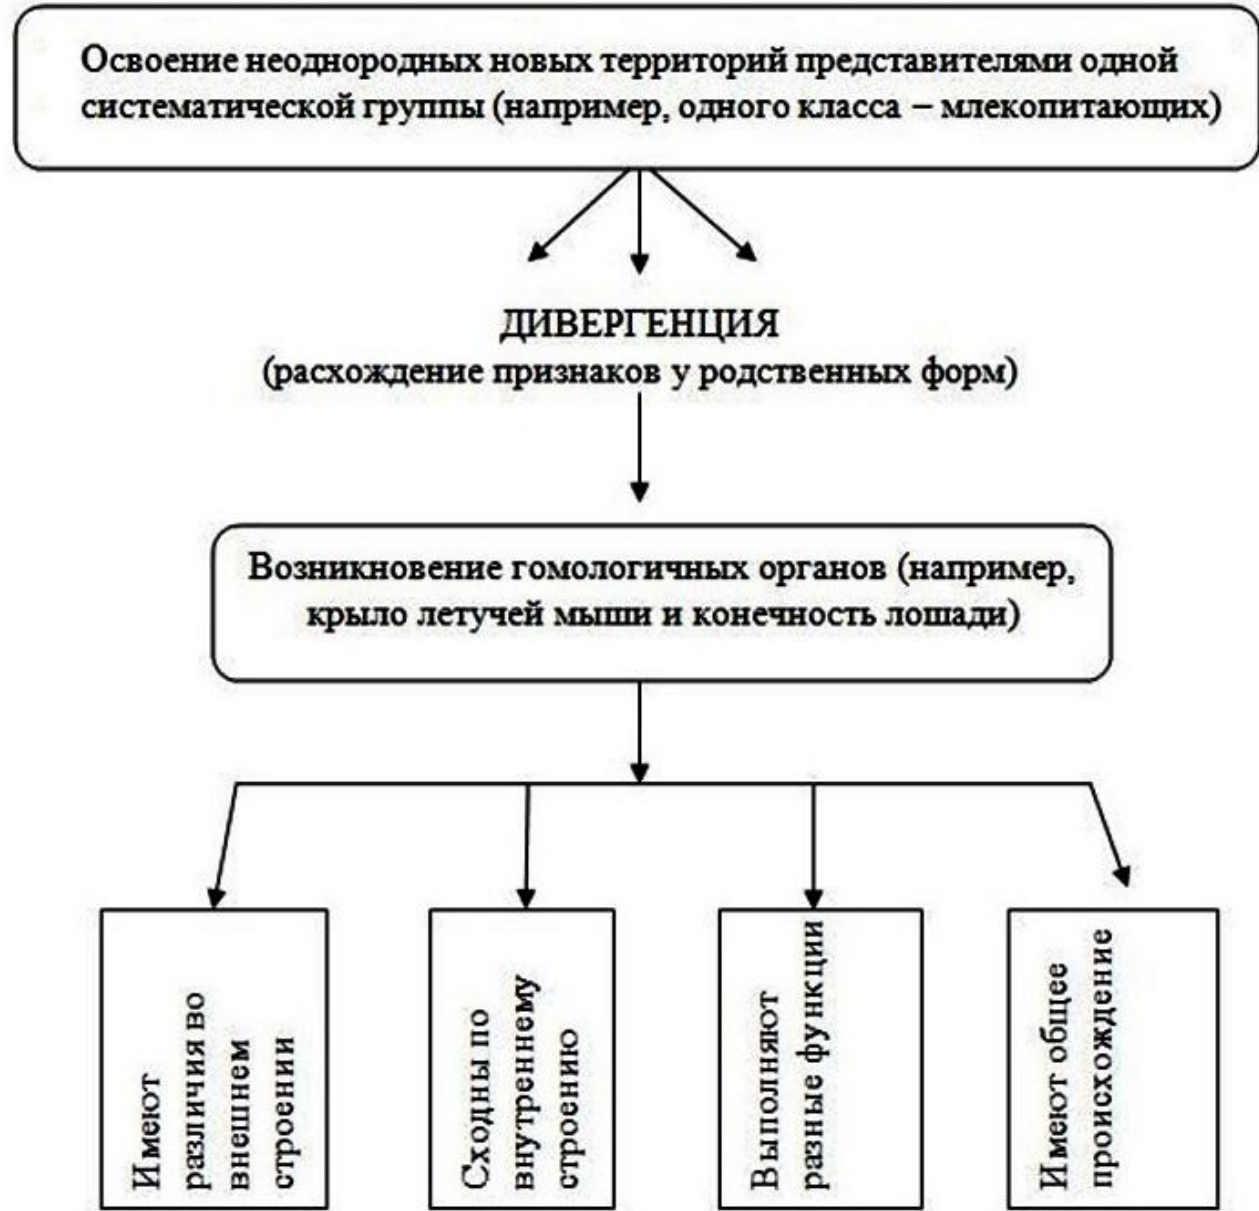 Освоение неоднородных новых территорий представителями одной
систематической группы (например, одного класса – млекопитающих)
ДИВЕРГЕНЦИЯ
(расхождение признаков у родственных форм)
Возникновение гомологичных органов (например,
крыло летучей мыши и конечность лошади)
Имеют
различия во
внешнем
строении
Сходны по
внутреннему
строению
Выполняют
разные функции
Имеют общее
происхождение